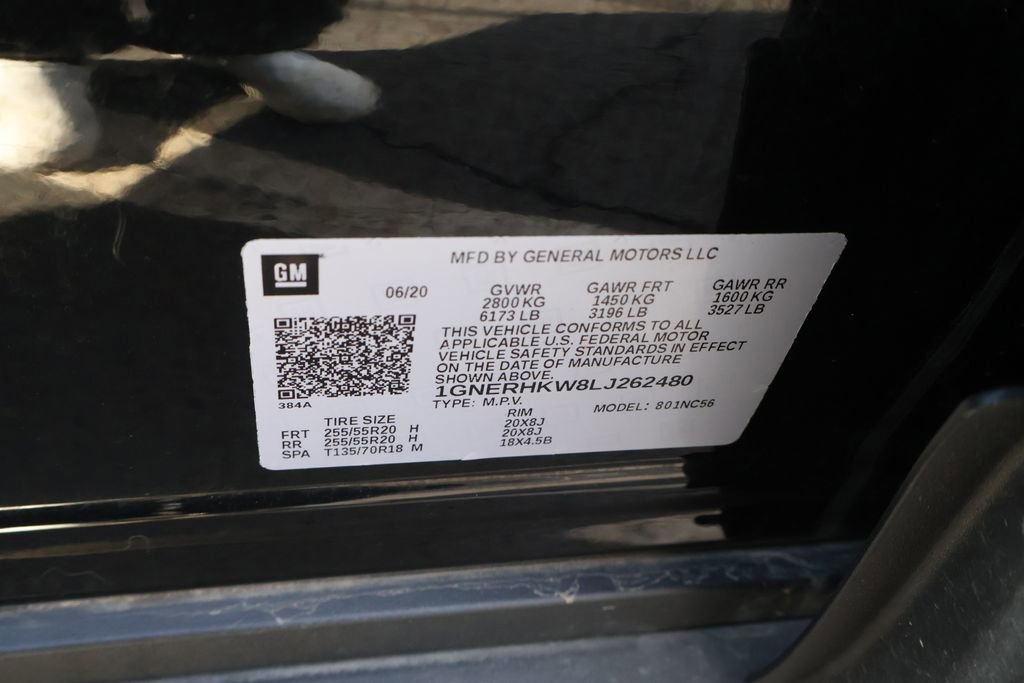 GM
MFD BY GENERAL MOTORS LLC
06/20
GVWR GAWR FRT GAWR RR
2800 KG 1450 KG 1600 KG
6173 LB 3196 LB 3527 LB
THIS VEHICLE CONFORMS TO ALL
APPLICABLE U.S. FEDERAL MOTOR
VEHICLE SAFETY STANDARDS IN EFFECT
ON THE DATE OF MANUFACTURE
SHOWN ABOVE.
1GNERHKW8LJ262480
384A
TYPE: M.P.V. MODEL: 801NC56
TIRE SIZE RIM
FRT 255/55R20 H 20X8J
RR 255/55R20 H 20X8J
SPA T135/70R18 M 18X4.5B